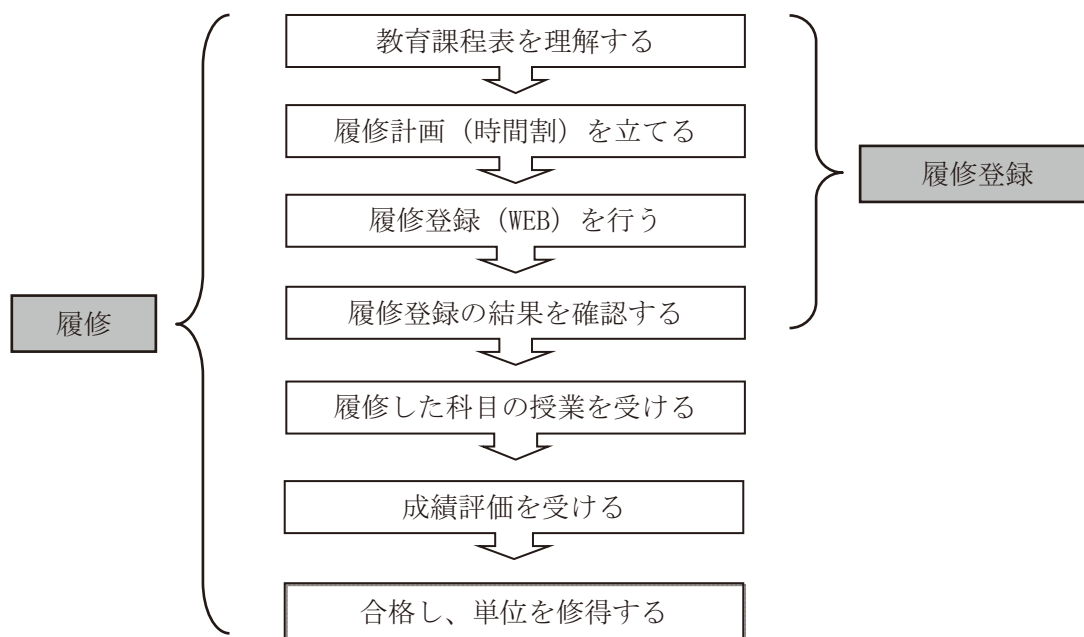 教育課程表を理解する
履修計画（時間割）を立てる
履修登録
履修登録（WEB）を行う
履修
履修登録の結果を確認する
履修した科目の授業を受ける
成績評価を受ける
合格し、単位を修得する